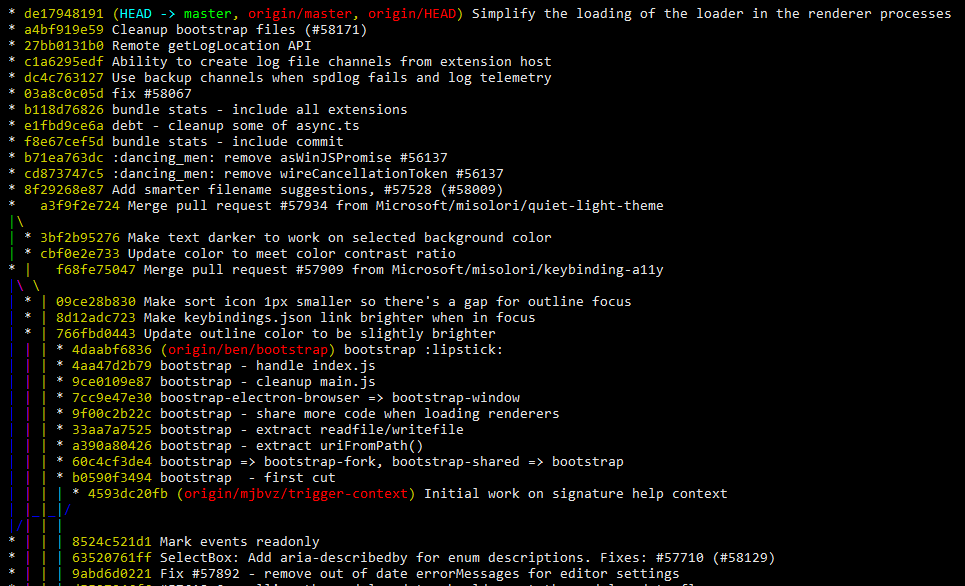 * de17948191 (HEAD -> master, origin/master, origin/HEAD) Simplify the loading of the loader in the renderer processes
* a4bf919e59 Cleanup bootstrap files (#58171)
* 27bb0131b0 Remote getLogLocation API
* c1a6295edf Ability to create log file channels from extension host
* dc4c763127 Use backup channels when spdlog fails and log telemetry
* 03a8c0c05d fix #58067
* b118d76826 bundle stats - include all extensions
* e1fbd9ce6a debt - cleanup some of async.ts
* f8e67cef5d bundle stats - include commit
* b71ea763dc :dancing_men: remove asWinJSPromise #56137
* cd873747c5 :dancing_men: remove wireCancellationToken #56137
* 8f29268e87 Add smarter filename suggestions, #57528 (#58009)
*   a3f9f2e724 Merge pull request #57934 from Microsoft/misolori/quiet-light-theme
|\
| * 3bf2b95276 Make text darker to work on selected background color
| * cbf0e2e733 Update color to meet color contrast ratio
* |   f68fe75047 Merge pull request #57909 from Microsoft/misolori/keybinding-a11y
|\ \
| * | 09ce28b830 Make sort icon 1px smaller so there's a gap for outline focus
| * | 8d12adc723 Make keybindings.json link brighter when in focus
| * | 766fbd0443 Update outline color to be slightly brighter
| | | * 4daabf6836 (origin/ben/bootstrap) bootstrap :lipstick:
| | | * 4aa47d2b79 bootstrap - handle index.js
| | | * 9ce0109e87 bootstrap - cleanup main.js
| | | * 7cc9e47e30 boostrap-electron-browser => bootstrap-window
| | | * 9f00c2b22c bootstrap - share more code when loading renderers
| | | * 33aa7a7525 bootstrap - extract readfile/writefile
| | | * a390a80426 bootstrap - extract uriFromPath()
| | | * 60c4cf3de4 bootstrap => bootstrap-fork, bootstrap-shared => bootstrap
| | | * b0590f3494 bootstrap  - first cut
| | | | * 4593dc20fb (origin/mjbvz/trigger-context) Initial work on signature help context
| |_|_|/
|/| | |
* | | | 8524c521d1 Mark events readonly
* | | | 63520761ff SelectBox: Add aria-describedby for enum descriptions. Fixes: #57710 (#58129)
* | | | 9abd6d0221 Fix #57892 - remove out of date errorMessages for editor settings